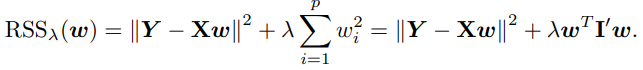 RSS_λ(w) = ‖Y − Xw‖² + λ ∑_{i=1}^{p} w_i² = ‖Y − Xw‖² + λw^T I′w.